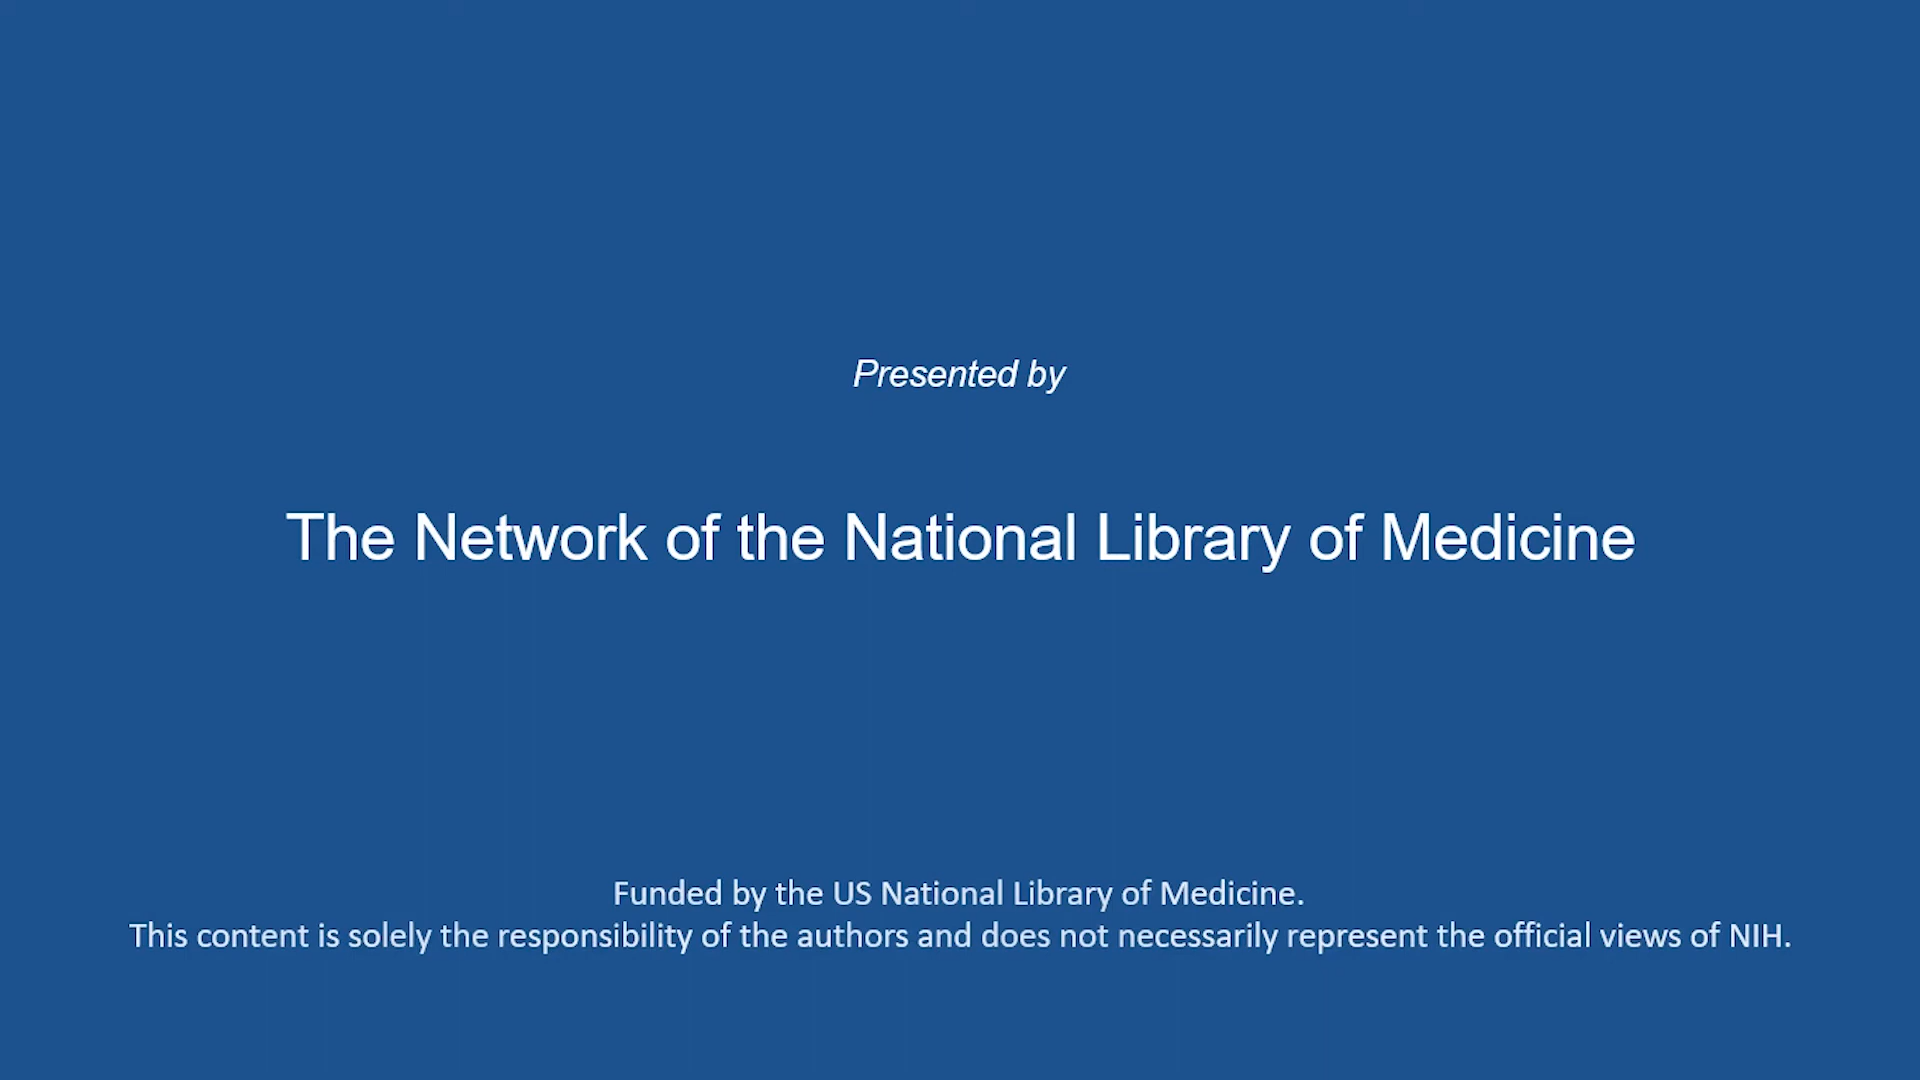 Presented by
The Network of the National Library of Medicine
Funded by the US National Library of Medicine.
This content is solely the responsibility of the authors and does not necessarily represent the official views of NIH.